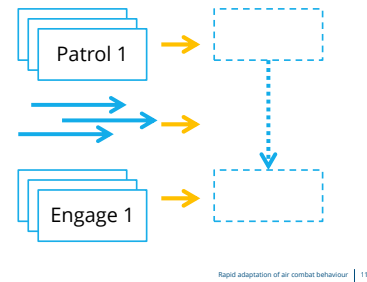 Patrol 1
Engage 1
Rapid adaptation of air combat behaviour | 11